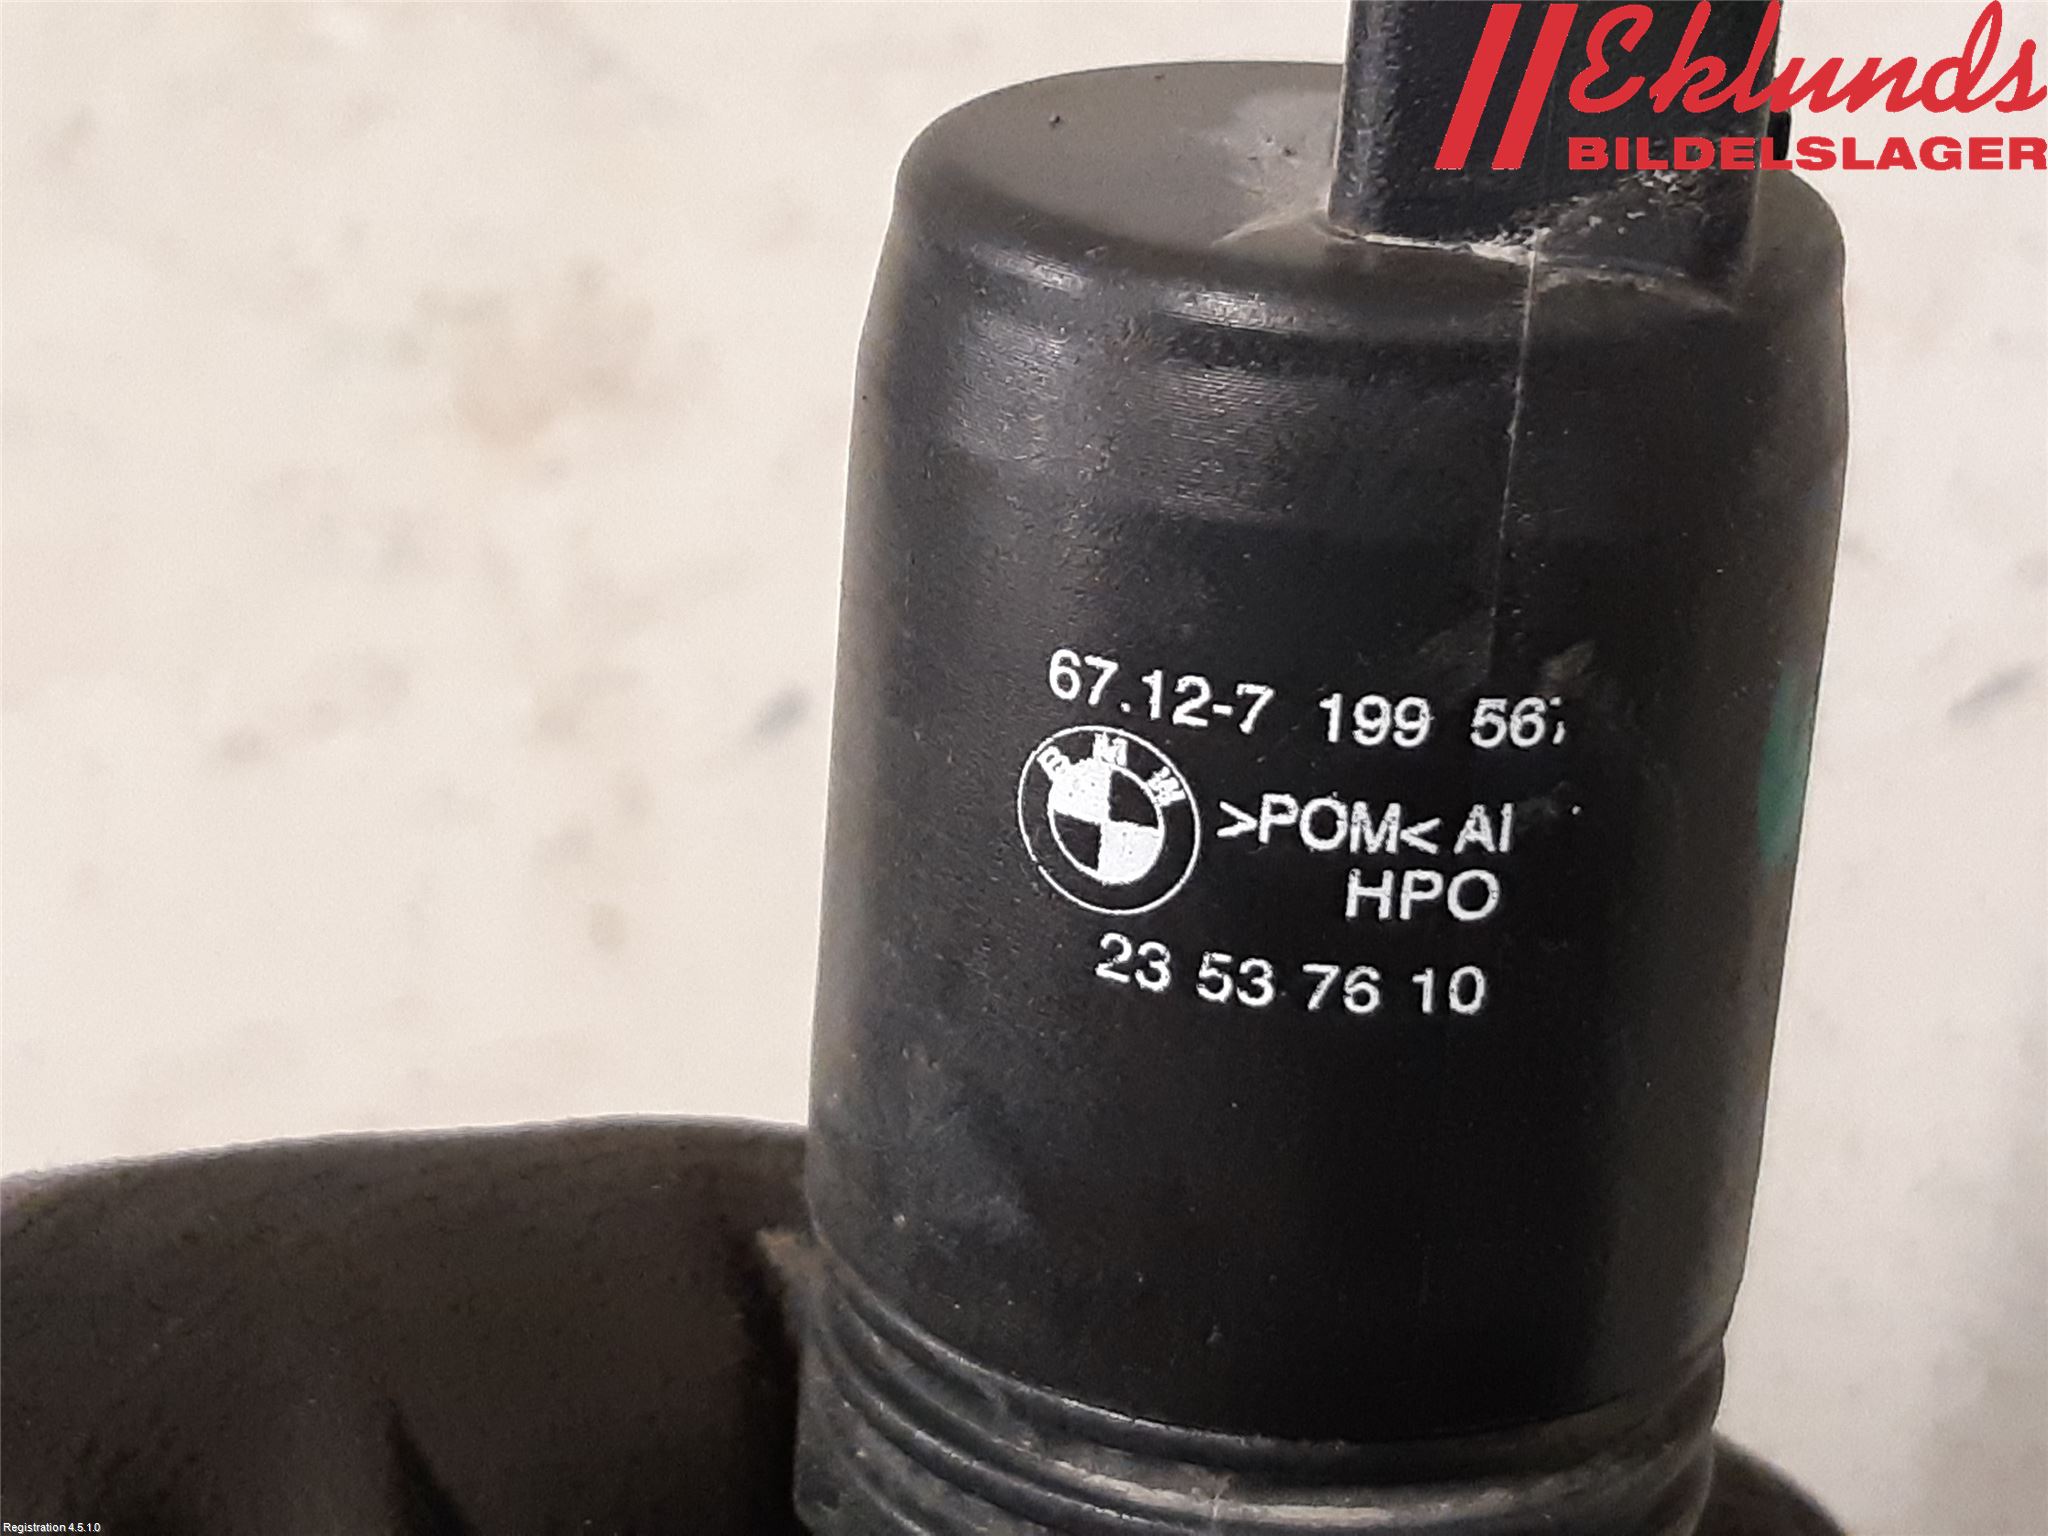 Eklunds
BILDELSLAGER
67.12-7 199 567
BMW
>POM< AI
HPO
23 53 76 10
Registration 4.5.1.0